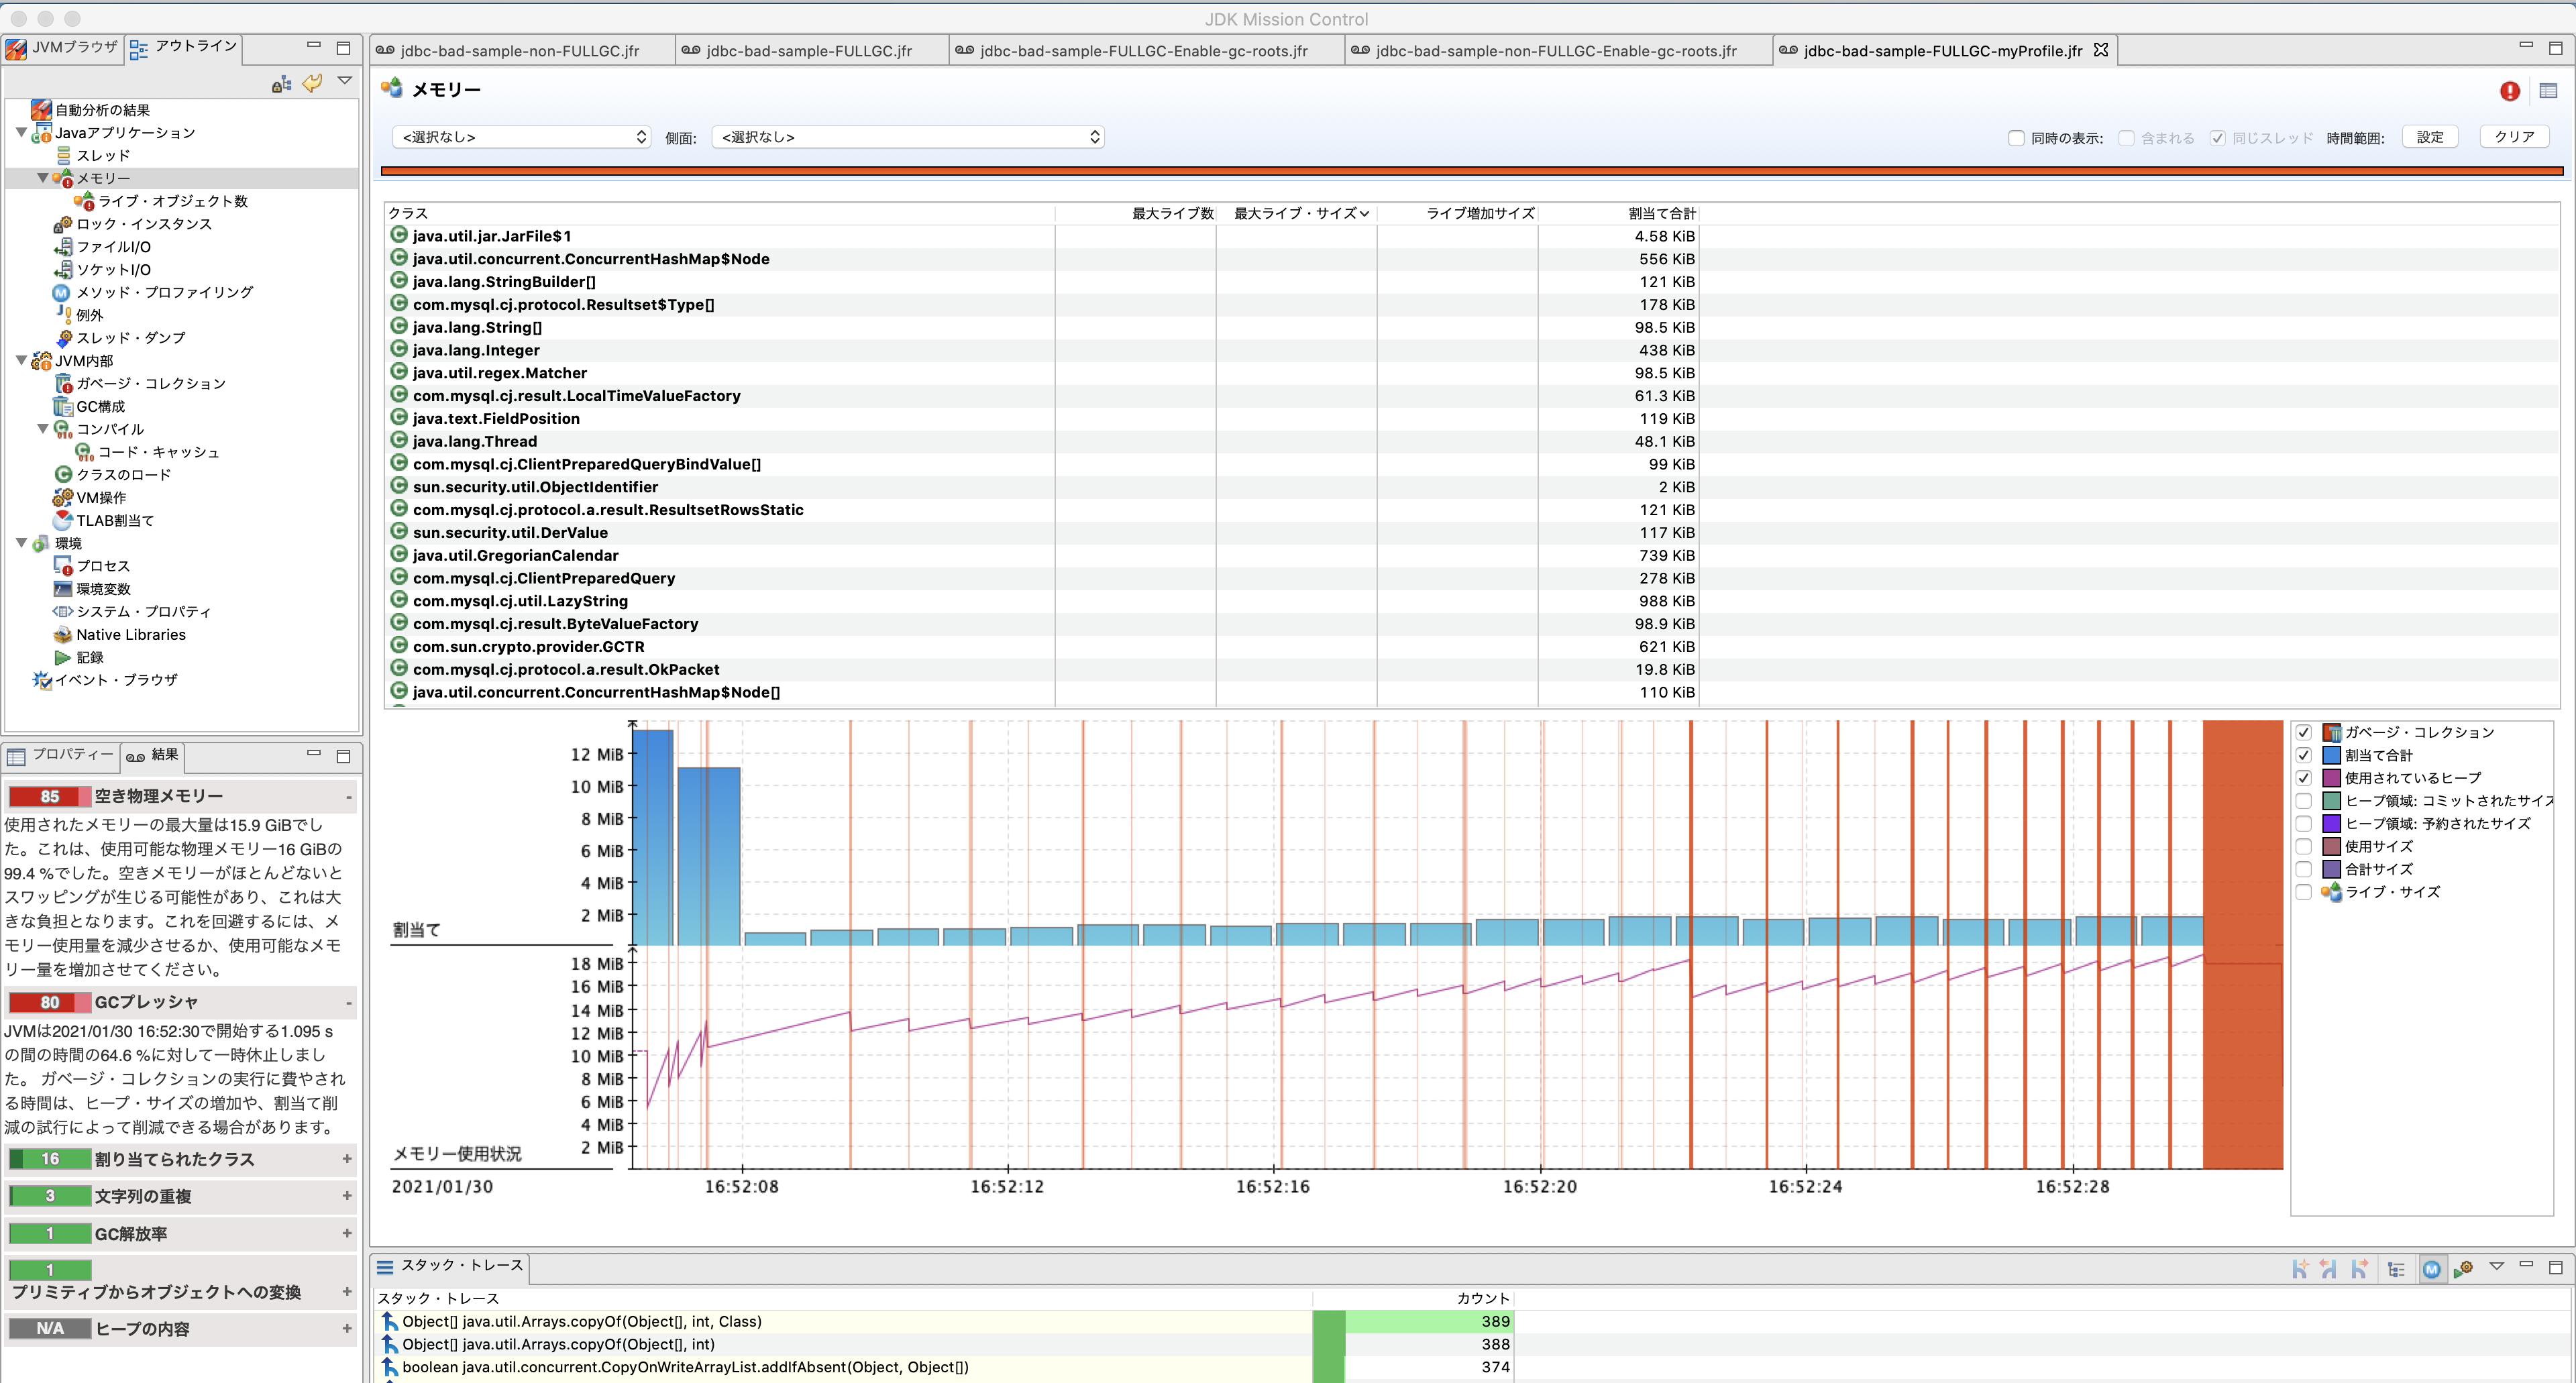 JDK Mission Control
JVMブラウザ
アウトライン
自動分析の結果
Javaアプリケーション
スレッド
メモリー
ライブ・オブジェクト数
ロック・インスタンス
ファイルI/O
ソケットI/O
メソッド・プロファイリング
例外
スレッド・ダンプ
JVM内部
ガベージ・コレクション
GC構成
コンパイル
コード・キャッシュ
クラスのロード
VM操作
TLAB割当て
環境
プロセス
環境変数
システム・プロパティ
Native Libraries
記録
イベント・ブラウザ
プロパティー
結果
85 空き物理メモリー -
使用されたメモリーの最大量は15.9 GiBでし
た。これは、使用可能な物理メモリー16 GiBの
99.4 %でした。空きメモリーがほとんどないと
スワッピングが生じる可能性があり、これは大
きな負担となります。これを回避するには、メ
モリー使用量を減少させるか、使用可能なメモ
リー量を増加させてください。
80 GCプレッシャ -
JVMは2021/01/30 16:52:30で開始する1.095 s
の間の時間の64.6 %に対して一時休止しまし
た。 ガベージ・コレクションの実行に費やされ
る時間は、ヒープ・サイズの増加や、割当て削
減の試行によって削減できる場合があります。
16 割り当てられたクラス +
3 文字列の重複 +
1 GC解放率 +
1
プリミティブからオブジェクトへの変換 +
N/A ヒープの内容 +
jdbc-bad-sample-non-FULLGC.jfr
jdbc-bad-sample-FULLGC.jfr
jdbc-bad-sample-FULLGC-Enable-gc-roots.jfr
jdbc-bad-sample-non-FULLGC-Enable-gc-roots.jfr
jdbc-bad-sample-FULLGC-myProfile.jfr
メモリー
<選択なし> 側面: <選択なし> 同時の表示: 含まれる 同じスレッド 時間範囲: 設定 クリア
クラス 最大ライブ数 最大ライブ・サイズ ライブ増加サイズ 割当て合計
java.util.jar.JarFile$1 4.58 KiB
java.util.concurrent.ConcurrentHashMap$Node 556 KiB
java.lang.StringBuilder[] 121 KiB
com.mysql.cj.protocol.Resultset$Type[] 178 KiB
java.lang.String[] 98.5 KiB
java.lang.Integer 438 KiB
java.util.regex.Matcher 98.5 KiB
com.mysql.cj.result.LocalTimeValueFactory 61.3 KiB
java.text.FieldPosition 119 KiB
java.lang.Thread 48.1 KiB
com.mysql.cj.ClientPreparedQueryBindValue[] 99 KiB
sun.security.util.ObjectIdentifier 2 KiB
com.mysql.cj.protocol.a.result.ResultsetRowsStatic 121 KiB
sun.security.util.DerValue 117 KiB
java.util.GregorianCalendar 739 KiB
com.mysql.cj.ClientPreparedQuery 278 KiB
com.mysql.cj.util.LazyString 988 KiB
com.mysql.cj.result.ByteValueFactory 98.9 KiB
com.sun.crypto.provider.GCTR 621 KiB
com.mysql.cj.protocol.a.result.OkPacket 19.8 KiB
java.util.concurrent.ConcurrentHashMap$Node[] 110 KiB
12 MiB
10 MiB
8 MiB
6 MiB
4 MiB
2 MiB
割当て
18 MiB
16 MiB
14 MiB
12 MiB
10 MiB
8 MiB
6 MiB
4 MiB
2 MiB
メモリー使用状況
2021/01/30 16:52:08 16:52:12 16:52:16 16:52:20 16:52:24 16:52:28
ガベージ・コレクション
割当て合計
使用されているヒープ
ヒープ領域: コミットされたサイズ
ヒープ領域: 予約されたサイズ
使用サイズ
合計サイズ
ライブ・サイズ
スタック・トレース
スタック・トレース カウント
Object[] java.util.Arrays.copyOf(Object[], int, Class) 389
Object[] java.util.Arrays.copyOf(Object[], int) 388
boolean java.util.concurrent.CopyOnWriteArrayList.addIfAbsent(Object, Object[]) 374